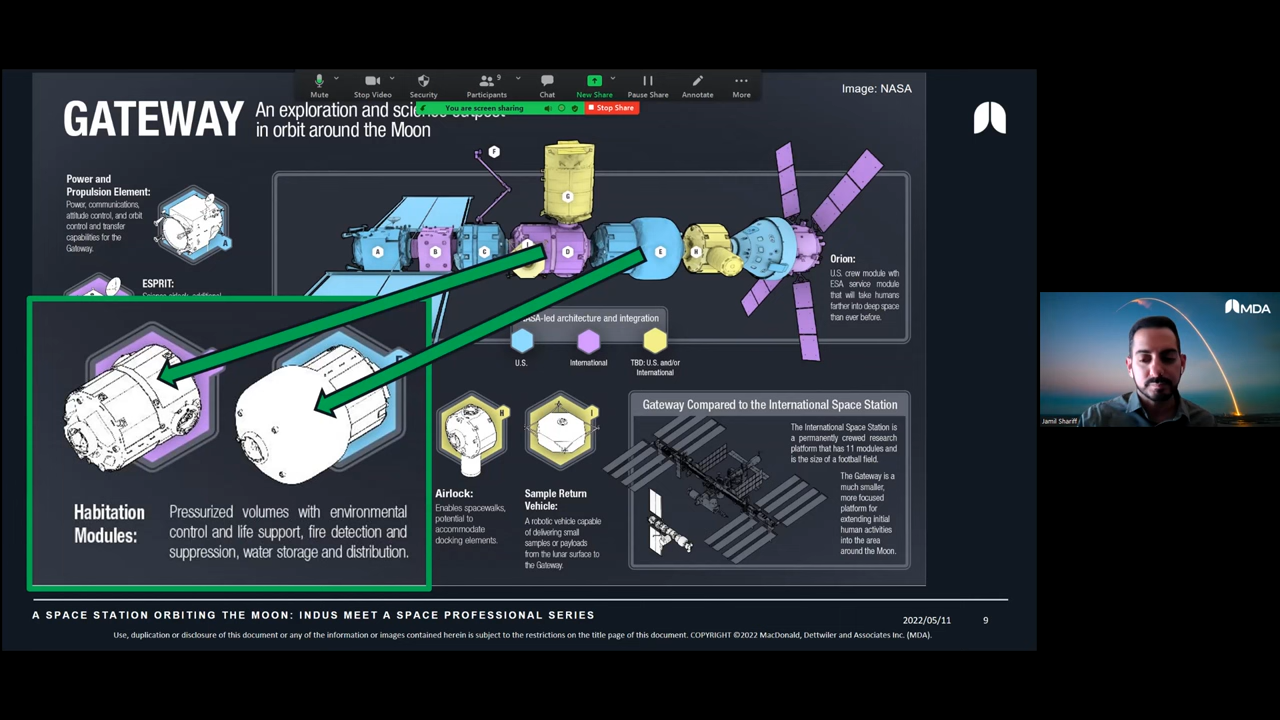 Mute
Stop Video
Security
9
Participants
Chat
New Share
Pause Share
Annotate
More
You are screen sharing
Stop Share
Image: NASA
GATEWAY
An exploration and science outpost
in orbit around the Moon
Power and
Propulsion Element:
Power, communications,
attitude control, and orbit
control and transfer
capabilities for the
Gateway.
A
ESPRIT:
F
G
A
B
C
I
D
E
H
Orion:
U.S. crew module with
ESA service module
that will take humans
farther into deep space
than ever before.
NASA-led architecture and integration
U.S.
International
TBD: U.S. and/or
International
Habitation
Modules:
Pressurized volumes with environmental
control and life support, fire detection and
suppression, water storage and distribution.
H
Airlock:
Enables spacewalks,
potential to
accommodate
docking elements.
I
Sample Return
Vehicle:
A robotic vehicle capable
of delivering small
samples or payloads
from the lunar surface to
the Gateway.
Gateway Compared to the International Space Station
The International Space Station is
a permanently crewed research
platform that has 11 modules and
is the size of a football field.
The Gateway is a
much smaller,
more focused
platform for
extending initial
human activities
into the area
around the Moon.
A SPACE STATION ORBITING THE MOON: INDUS MEET A SPACE PROFESSIONAL SERIES
2022/05/11
9
Use, duplication or disclosure of this document or any of the information or images contained herein is subject to the restrictions on the title page of this document. COPYRIGHT ©2022 MacDonald, Dettwiler and Associates Inc. (MDA).
MDA
Jamil Shariff